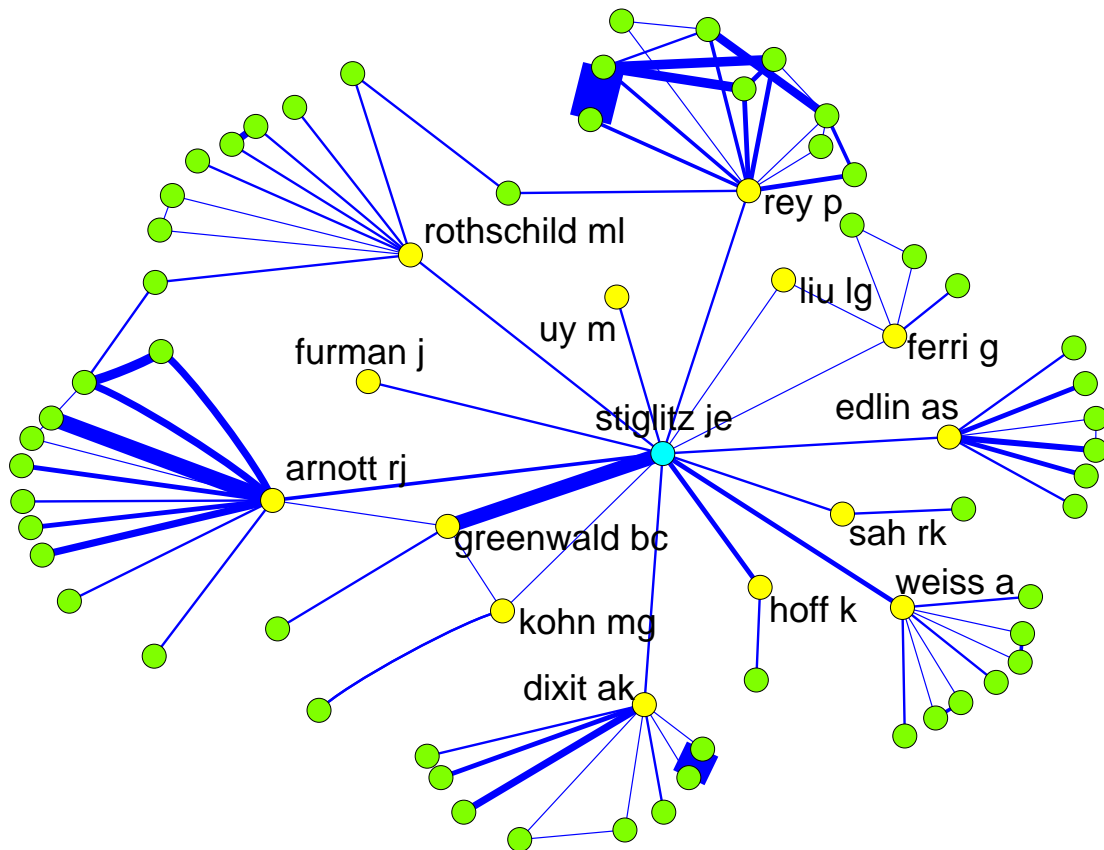 rey p
rothschild ml
liu lg
uy m
ferri g
furman j
edlin as
stiglitz je
arnott rj
greenwald bc
sah rk
weiss a
hoff k
kohn mg
dixit ak